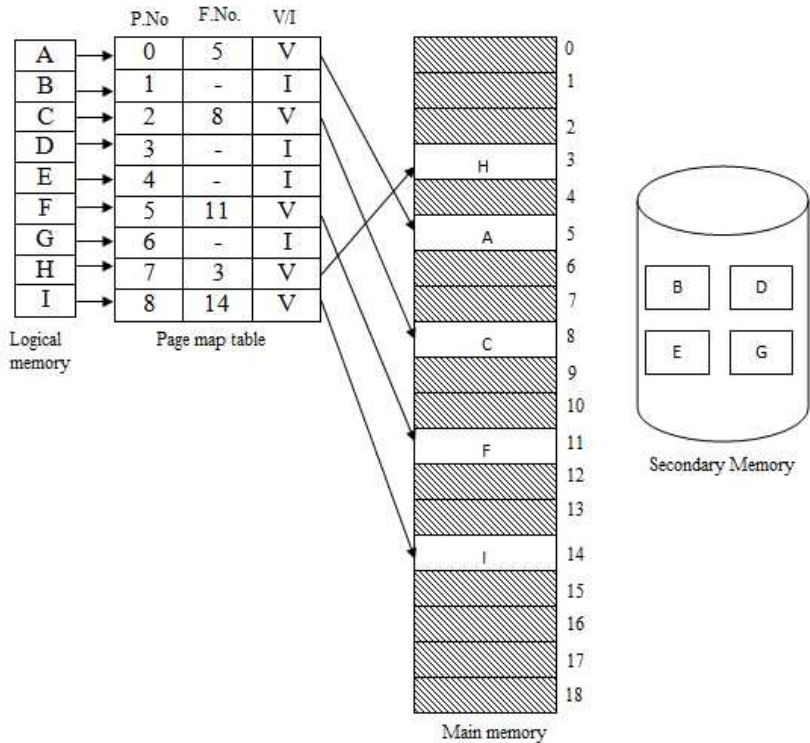 P.No F.No. V/I
A 0 5 V
B 1 - I
C 2 8 V
D 3 - I
E 4 - I
F 5 11 V
G 6 - I
H 7 3 V
I 8 14 V
Logical
memory
Page map table
0
1
2
H 3
4
A 5
6
7
C 8
9
10
F 11
12
13
I 14
15
16
17
18
Main memory
B D
E G
Secondary Memory